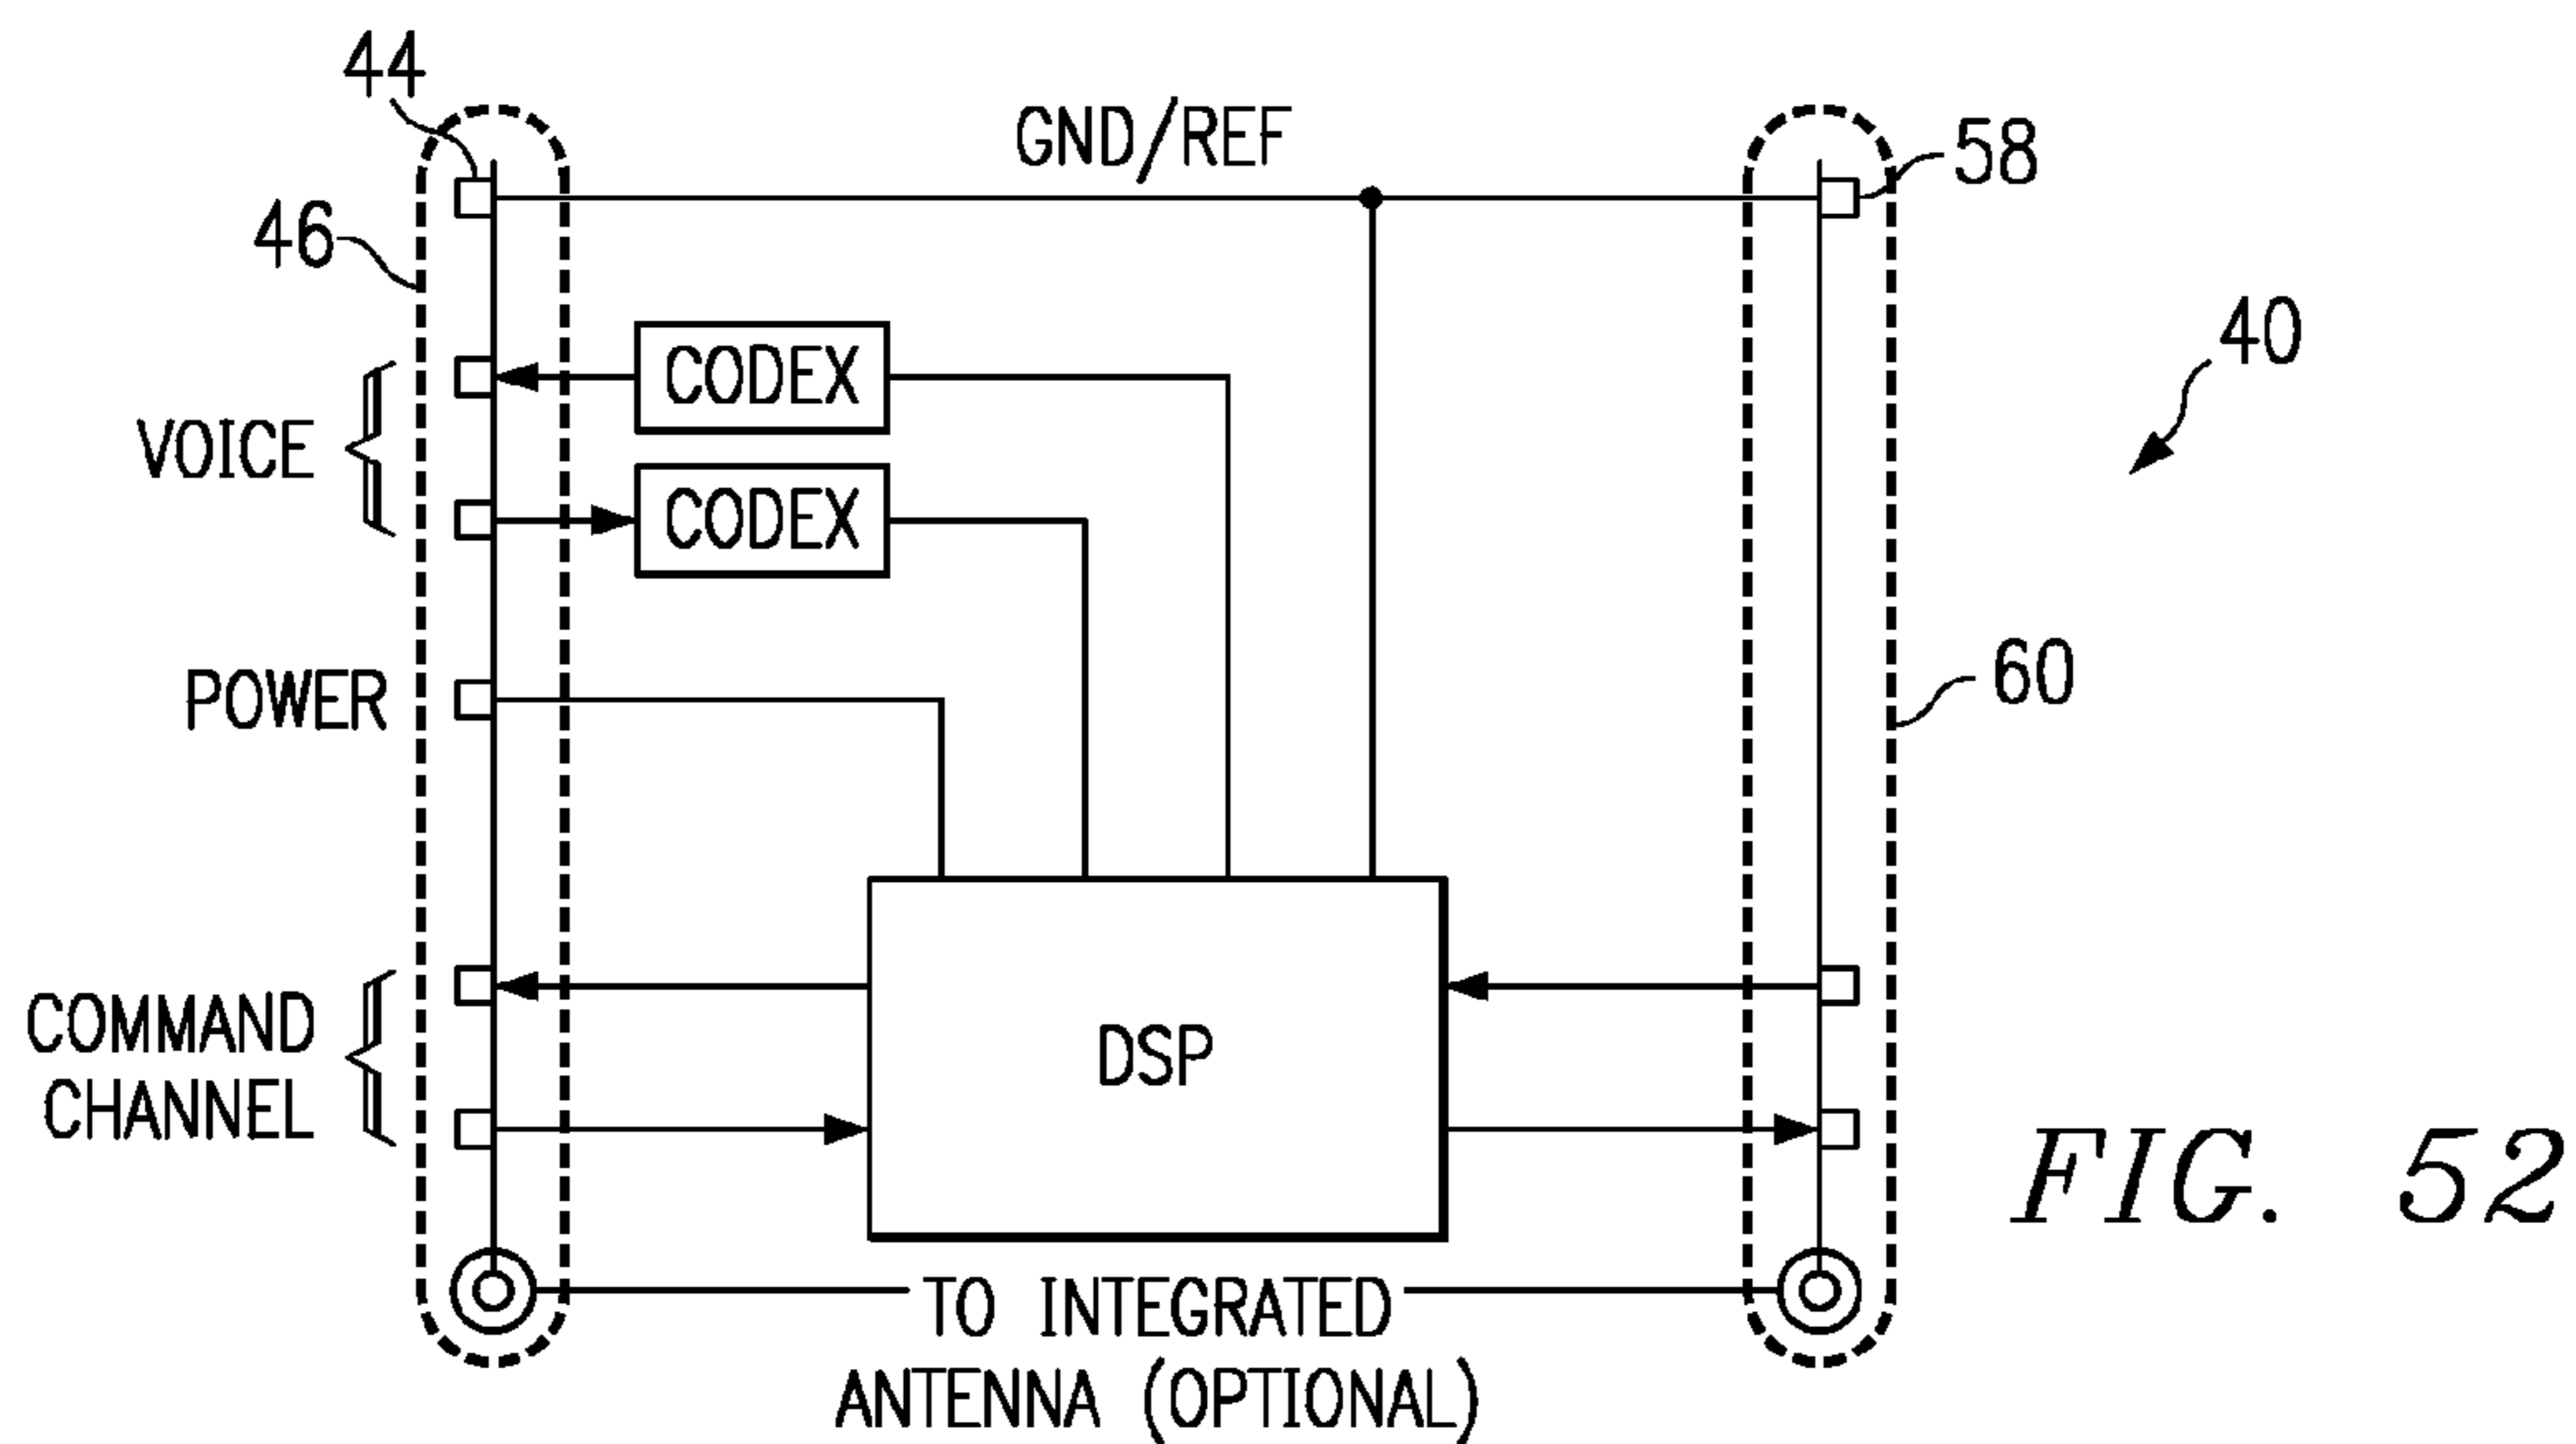 44
GND/REF
58
46
40
CODEX
VOICE
CODEX
POWER
60
COMMAND
CHANNEL
DSP
FIG. 52
TO INTEGRATED
ANTENNA (OPTIONAL)